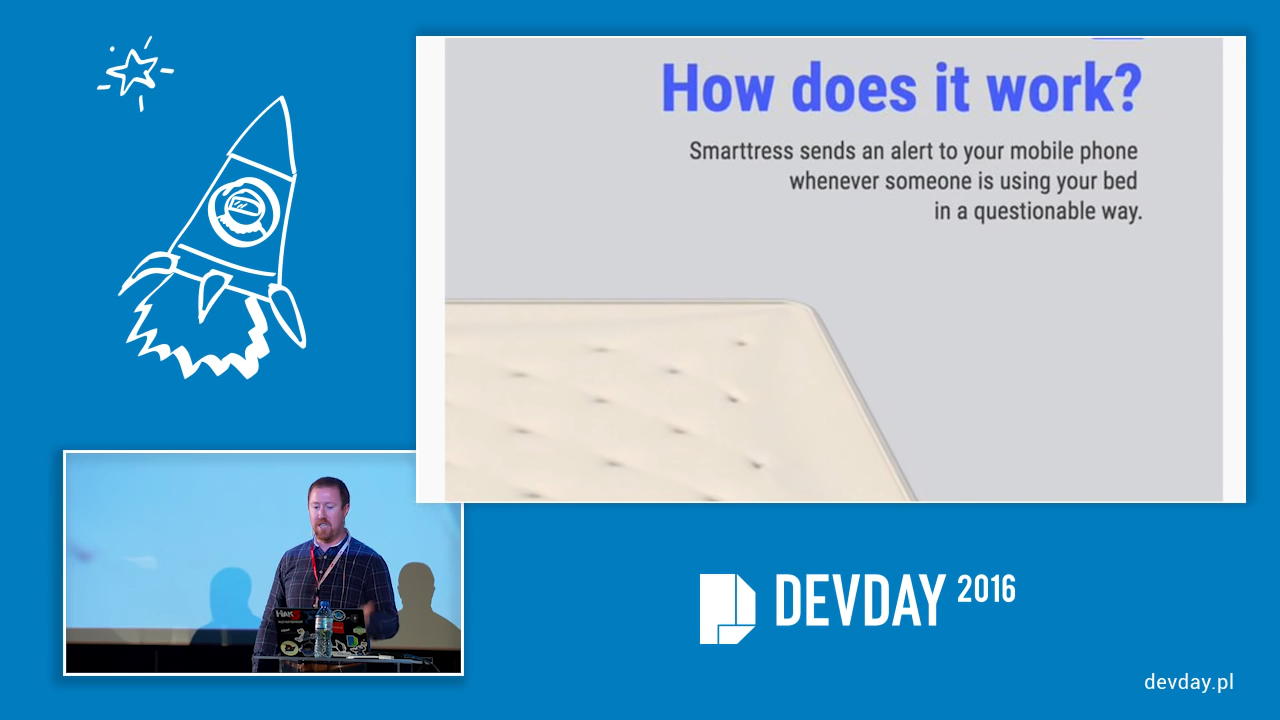 How does it work?
Smarttress sends an alert to your mobile phone
whenever someone is using your bed
in a questionable way.
DEVDAY 2016
devday.pl